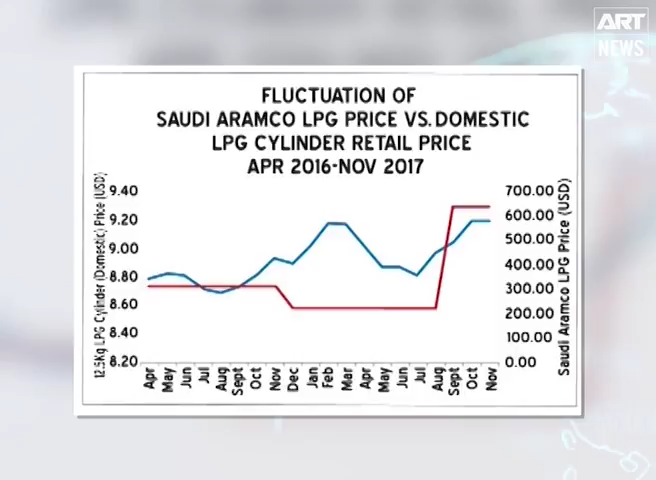 ART
NEWS
FLUCTUATION OF
SAUDI ARAMCO LPG PRICE VS. DOMESTIC
LPG CYLINDER RETAIL PRICE
APR 2016-NOV 2017
12.5Kg LPG Cylinder (Domestic) Price (USD)
9.40
9.20
9.00
8.80
8.60
8.40
8.20
700.00
600.00
500.00
400.00
300.00
200.00
100.00
0.00
Saudi Aramco LPG Price (USD)
Apr May Jun Jul Aug Sept Oct Nov Dec Jan Feb Mar Apr May Jun Jul Aug Sept Oct Nov